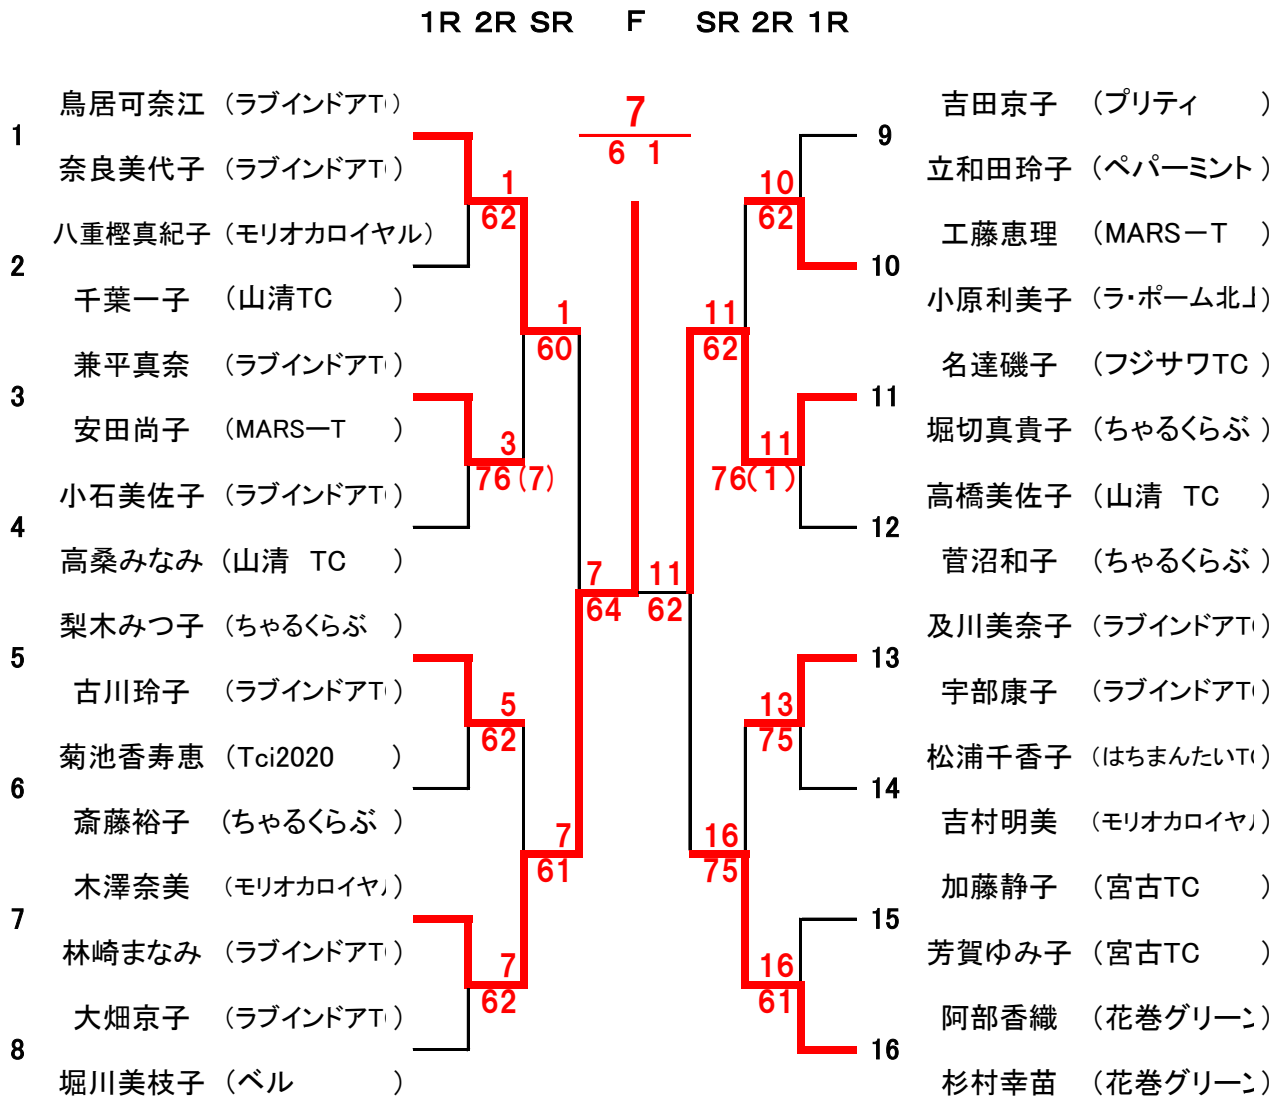 1R 2R SR F SR 2R 1R
鳥居可奈江 (ラブインドアT()
1
奈良美代子 (ラブインドアT()
八重樫真紀子 (モリオカロイヤル)
2
千葉一子 (山清TC )
兼平真奈 (ラブインドアT()
3
安田尚子 (MARSーT )
小石美佐子 (ラブインドアT()
4
高桑みなみ (山清 TC )
梨木みつ子 (ちゃるくらぶ )
5
古川玲子 (ラブインドアT()
菊池香寿恵 (Tci2020 )
6
斎藤裕子 (ちゃるくらぶ )
木澤奈美 (モリオカロイヤ)
7
林崎まなみ (ラブインドアT()
大畑京子 (ラブインドアT()
8
堀川美枝子 (ベル )
1
62
3
76(7)
5
62
7
62
1
60
7
61
7
64
7
6 1
11
62
11
62
16
75
10
62
11
76(1)
13
75
16
61
吉田京子 (プリティ )
9
立和田玲子 (ペパーミント )
工藤恵理 (MARSーT )
10
小原利美子 (ラ・ポーム北上)
名達磯子 (フジサワTC )
11
堀切真貴子 (ちゃるくらぶ )
高橋美佐子 (山清 TC )
12
菅沼和子 (ちゃるくらぶ )
及川美奈子 (ラブインドアT()
13
宇部康子 (ラブインドアT()
松浦千香子 (はちまんたいT()
14
吉村明美 (モリオカロイヤ)
加藤静子 (宮古TC )
15
芳賀ゆみ子 (宮古TC )
阿部香織 (花巻グリーン)
16
杉村幸苗 (花巻グリーン)